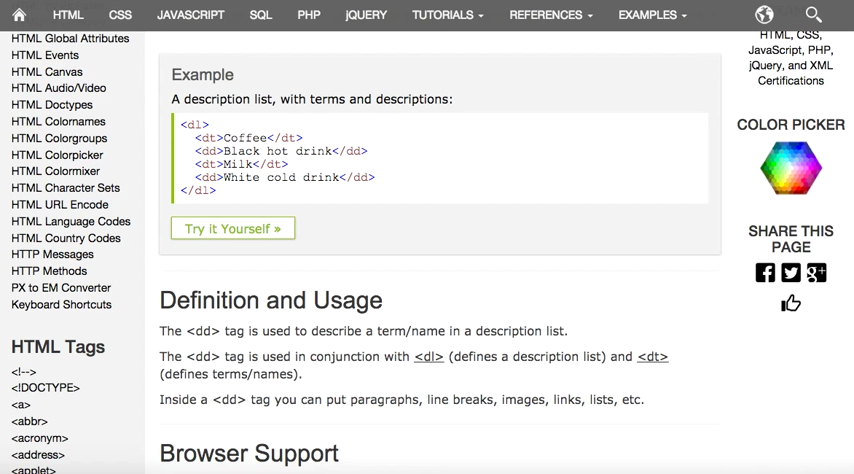 HTML CSS JAVASCRIPT SQL PHP jQUERY TUTORIALS REFERENCES EXAMPLES
HTML Global Attributes
HTML Events
HTML Canvas
HTML Audio/Video
HTML Doctypes
HTML Colornames
HTML Colorgroups
HTML Colorpicker
HTML Colormixer
HTML Character Sets
HTML URL Encode
HTML Language Codes
HTML Country Codes
HTTP Messages
HTTP Methods
PX to EM Converter
Keyboard Shortcuts
HTML Tags
<!-->
<!DOCTYPE>
<a>
<abbr>
<acronym>
<address>
<applet>
Example
A description list, with terms and descriptions:
<dl>
<dt>Coffee</dt>
<dd>Black hot drink</dd>
<dt>Milk</dt>
<dd>White cold drink</dd>
</dl>
Try it Yourself »
Definition and Usage
The <dd> tag is used to describe a term/name in a description list.
The <dd> tag is used in conjunction with <dl> (defines a description list) and <dt>
(defines terms/names).
Inside a <dd> tag you can put paragraphs, line breaks, images, links, lists, etc.
Browser Support
HTML, CSS,
JavaScript, PHP,
jQuery, and XML
Certifications
COLOR PICKER
SHARE THIS
PAGE